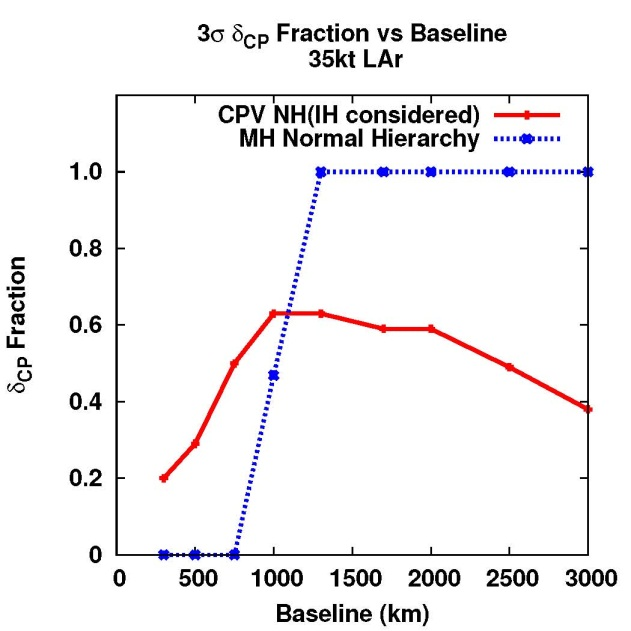 3σ δCP Fraction vs Baseline
35kt LAr
CPV NH(IH considered)
MH Normal Hierarchy
1.0
0.8
0.6
0.4
0.2
0
δCP Fraction
0 500 1000 1500 2000 2500 3000
Baseline (km)